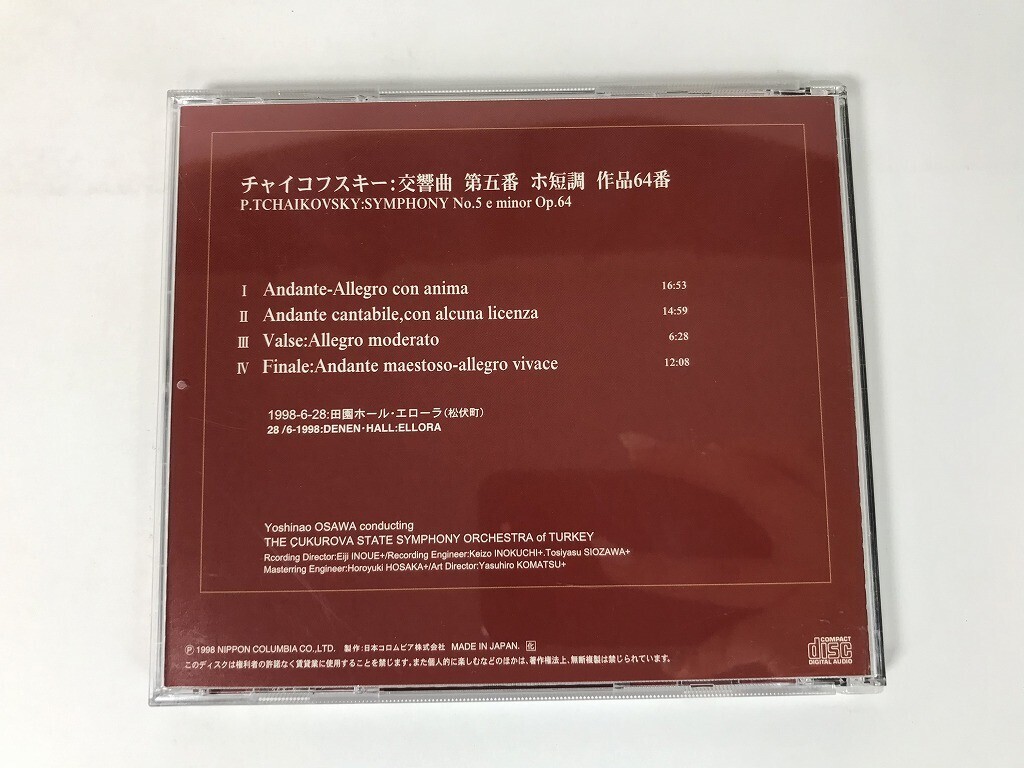 チャイコフスキー:交響曲 第五番 ホ短調 作品64番
P.TCHAIKOVSKY:SYMPHONY No.5 e minor Op.64
I Andante-Allegro con anima 16:53
II Andante cantabile,con alcuna licenza 14:59
III Valse:Allegro moderato 6:28
IV Finale:Andante maestoso-allegro vivace 12:08
1998-6-28:田園ホール・エローラ(松伏町)
28 /6-1998:DENEN・HALL:ELLORA
Yoshinao OSAWA conducting
THE ÇUKUROVA STATE SYMPHONY ORCHESTRA of TURKEY
Rcording Director:Eiji INOUE+/Recording Engineer:Keizo INOKUCHI+.Tosiyasu SIOZAWA+
Masterring Engineer:Horoyuki HOSAKA+/Art Director:Yasuhiro KOMATSU+
Ⓟ 1998 NIPPON COLUMBIA CO.,LTD. 製作:日本コロムビア株式会社 MADE IN JAPAN. 化
このディスクは権利者の許諾なく賃貸業に使用することを禁じます。また個人的に楽しむなどのほかは、著作権法上、無断複製は禁じられています。
COMPACT
disc
DIGITAL AUDIO